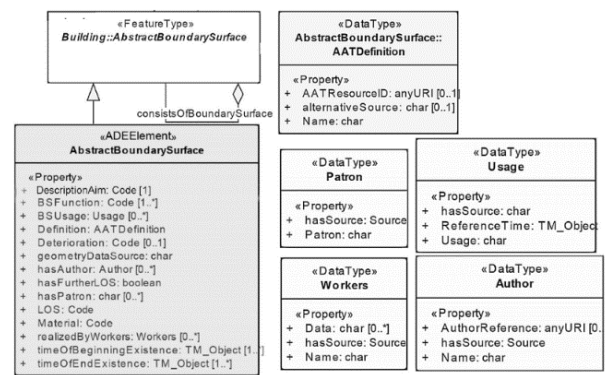 «FeatureType»
Building::AbstractBoundarySurface
consistsOfBoundarySurface
«ADEElement»
AbstractBoundarySurface
«Property»
+ DescriptionAim: Code [1]
+ BSFunction: Code [1..*]
+ BSUsage: Usage [0..*]
+ Definition: AATDefinition
+ Deterioration: Code [0..1]
+ geometryDataSource: char
+ hasAuthor: Author [0..*]
+ hasFurtherLOS: boolean
+ hasPatron: char [0..*]
+ LOS: Code
+ Material: Code
+ realizedByWorkers: Workers [0..*]
+ timeOfBeginningExistence: TM_Object [1..*]
+ timeOfEndExistence: TM_Object [1..*]
«DataType»
AbstractBoundarySurface::
AATDefinition
«Property»
+ AATResourceID: anyURI [0..1]
+ alternativeSource: char [0..1]
+ Name: char
«DataType»
Patron
«Property»
+ hasSource: Source
+ Patron: char
«DataType»
Usage
«Property»
+ hasSource: char
+ ReferenceTime: TM_Object
+ Usage: char
«DataType»
Workers
+ Data: char [0..*]
+ hasSource: Source
+ Name: char
«DataType»
Author
«Property»
+ AuthorReference: anyURI [0..
+ hasSource: Source
+ Name: char